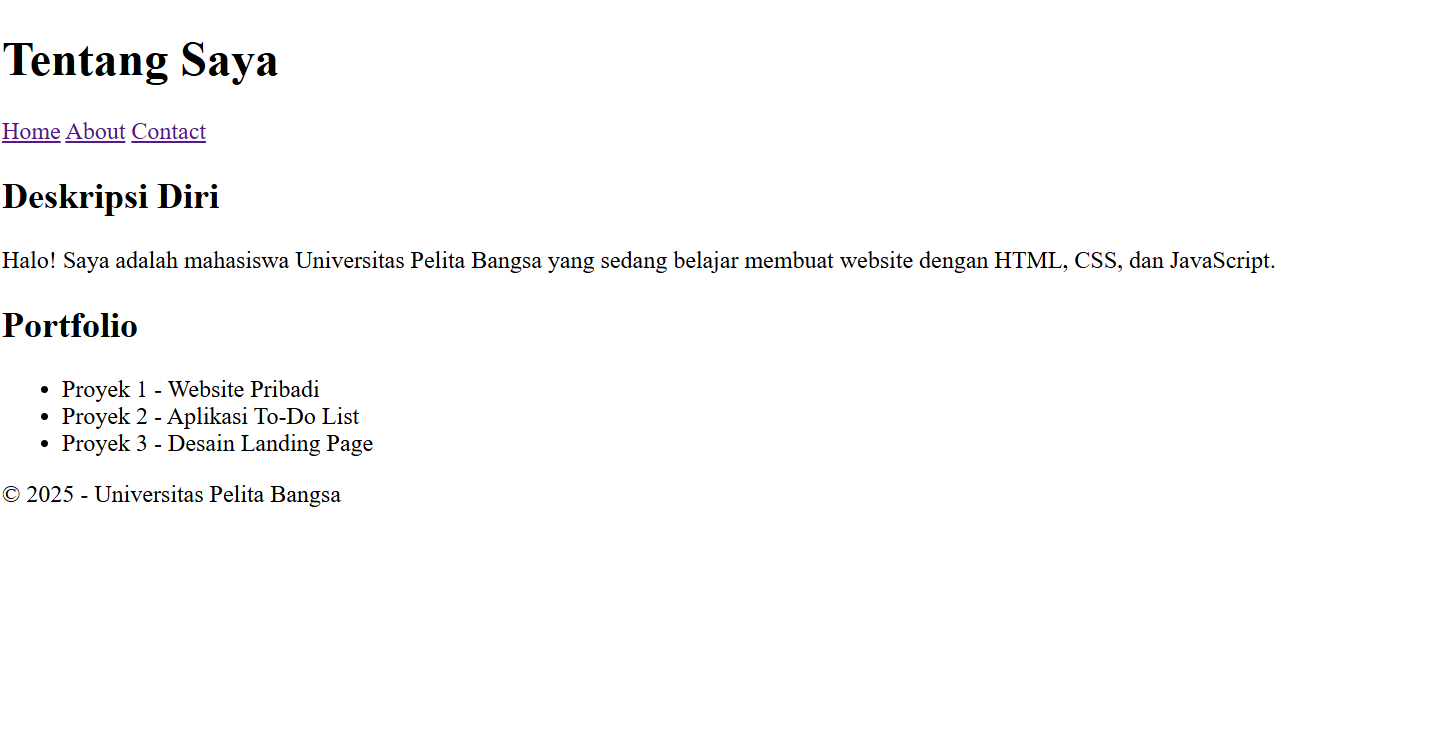 Tentang Saya
Home About Contact
Deskripsi Diri
Halo! Saya adalah mahasiswa Universitas Pelita Bangsa yang sedang belajar membuat website dengan HTML, CSS, dan JavaScript.
Portfolio
• Proyek 1 - Website Pribadi
• Proyek 2 - Aplikasi To-Do List
• Proyek 3 - Desain Landing Page
© 2025 - Universitas Pelita Bangsa